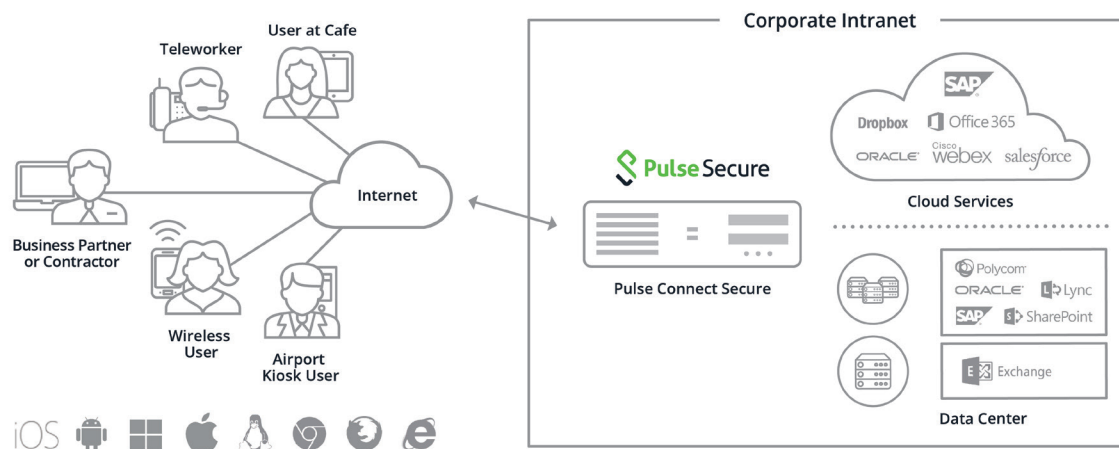 Corporate Intranet
User at Cafe
Teleworker
Internet
Business Partner
or Contractor
Wireless
User
Airport
Kiosk User
iOS
Pulse Secure
Pulse Connect Secure
SAP
Dropbox
Office 365
ORACLE
Cisco
webex
salesforce
Cloud Services
Polycom
ORACLE
Lync
SAP
SharePoint
Exchange
Data Center